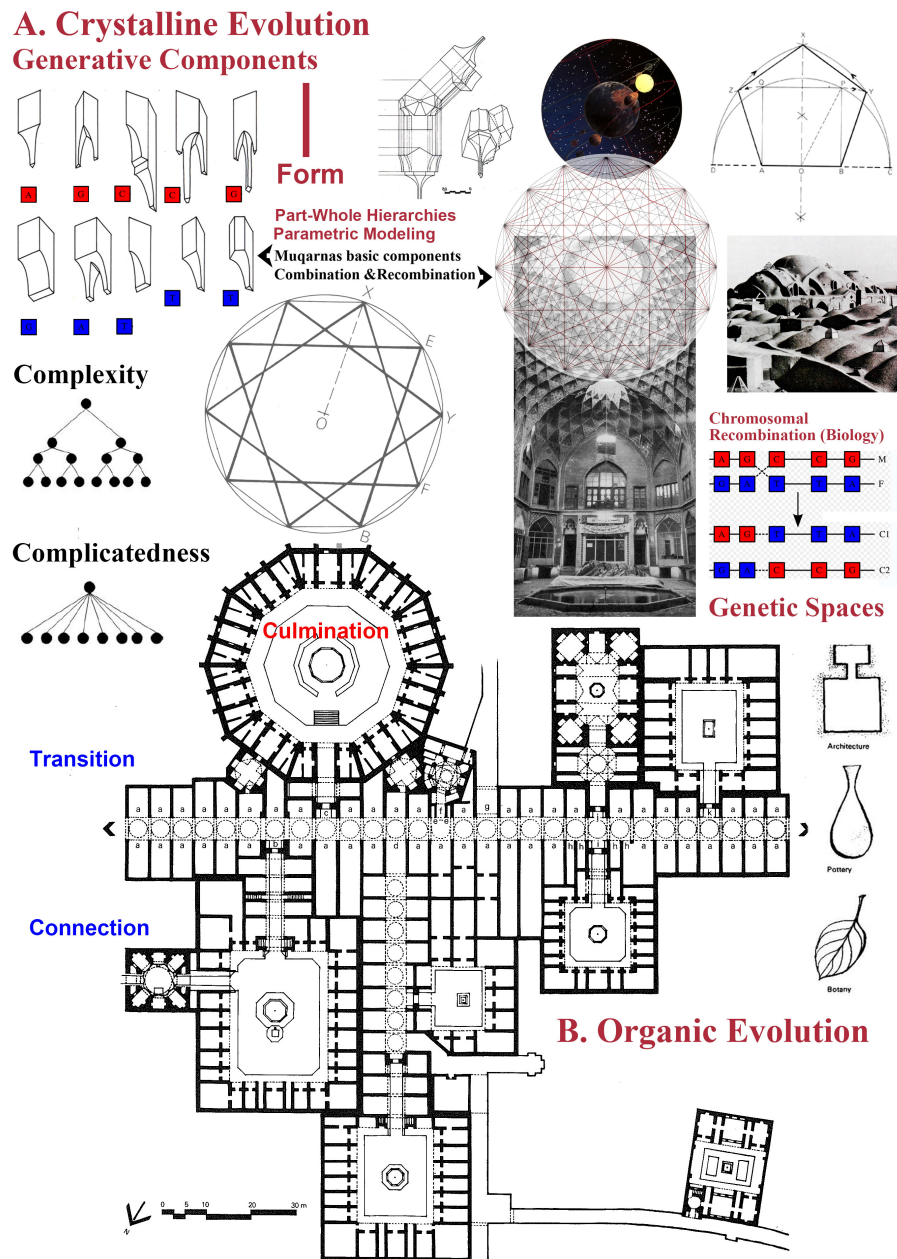 A. Crystalline Evolution
Generative Components
Form
A G C C G
Part-Whole Hierarchies
Parametric Modeling
Muqarnas basic components
Combination &Recombination
T T
G A T
X
Z Q P Y
D A O B C
X
E
Y
O
F
B
Complexity
Complicatedness
Chromosomal
Recombination (Biology)
A G C C G M
G A T T A F
A G T T A C1
G A C C G C2
Genetic Spaces
Culmination
Transition
Connection
Architecture
Pottery
Botany
a a a a a a a a c a a a a f a g a a a a a a a k a a
a a a a a a b a a a a d a a a a a h i h h a a a a a
B. Organic Evolution
N
0 5 10 20 30 m